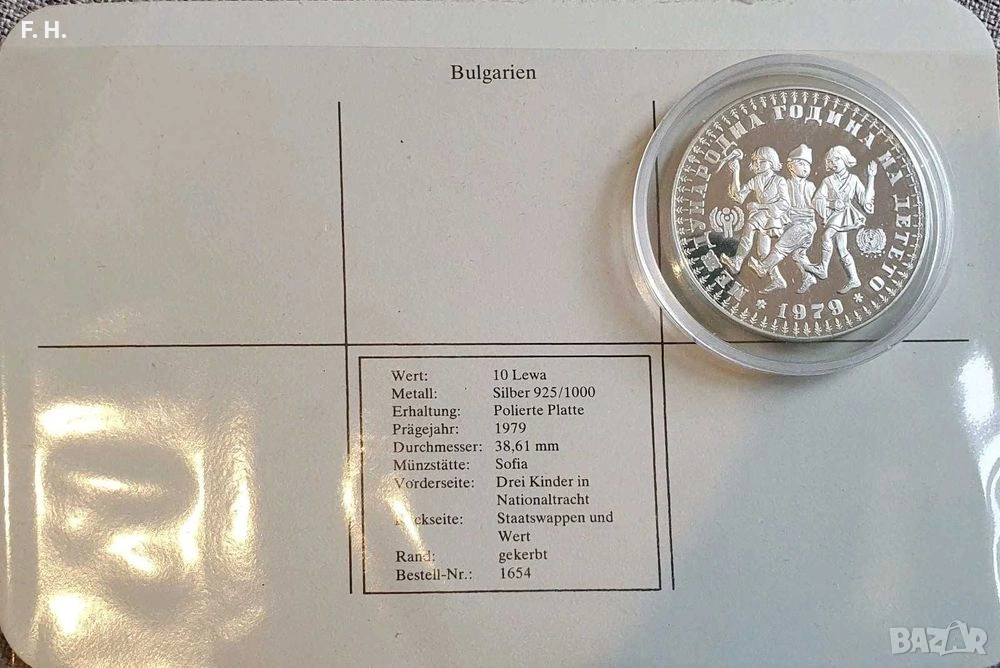 F. H.
Bulgarien
МЕЖДУНАРОДНА ГОДИНА НА ДЕТЕТО
* 1979 *
Wert: 10 Lewa
Metall: Silber 925/1000
Erhaltung: Polierte Platte
Prägejahr: 1979
Durchmesser: 38,61 mm
Münzstätte: Sofia
Vorderseite: Drei Kinder in
Nationaltracht
Rückseite: Staatswappen und
Wert
Rand: gekerbt
Bestell-Nr.: 1654
BAZAR